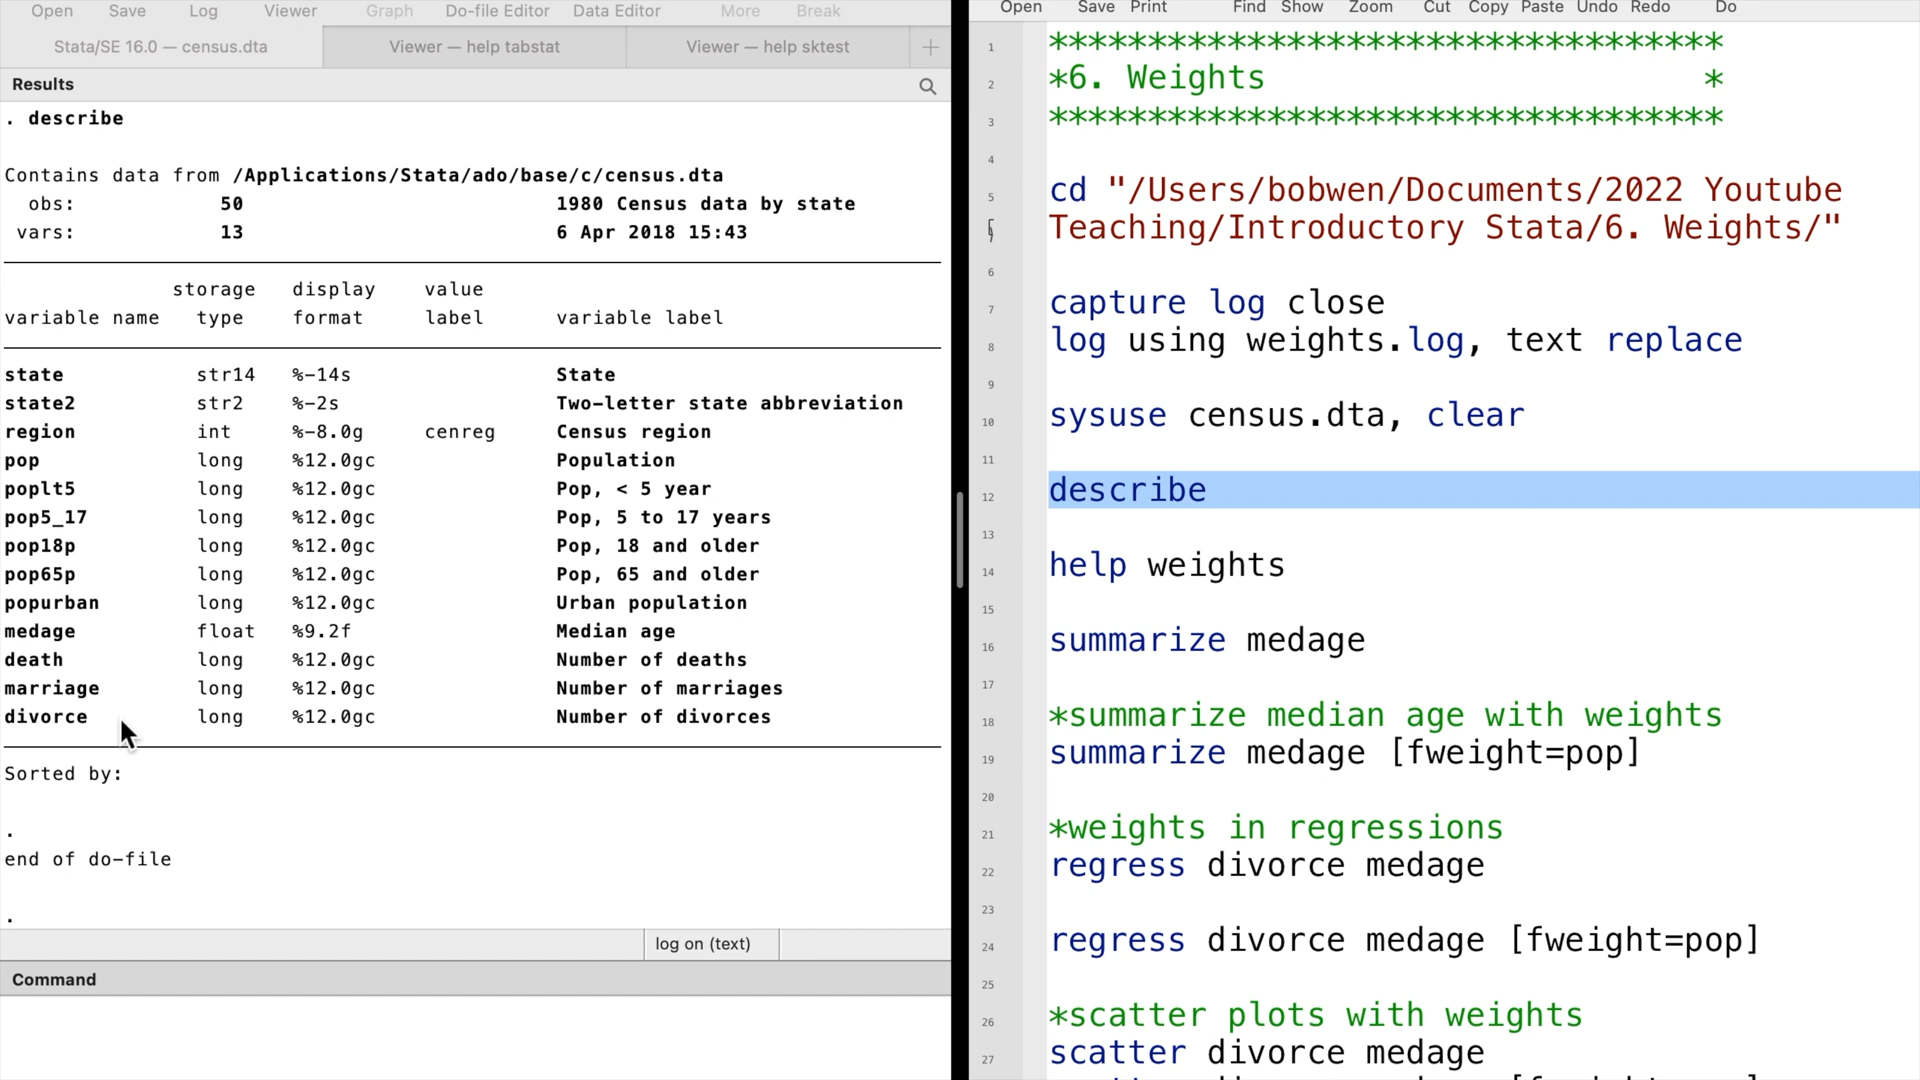 Open Save Log Viewer Graph Do-file Editor Data Editor More Break
Stata/SE 16.0 — census.dta Viewer — help tabstat Viewer — help sktest +
Results
. describe
Contains data from /Applications/Stata/ado/base/c/census.dta
obs: 50 1980 Census data by state
vars: 13 6 Apr 2018 15:43
storage display value
variable name type format label variable label
state str14 %-14s State
state2 str2 %-2s Two-letter state abbreviation
region int %-8.0g cenreg Census region
pop long %12.0gc Population
poplt5 long %12.0gc Pop, < 5 year
pop5_17 long %12.0gc Pop, 5 to 17 years
pop18p long %12.0gc Pop, 18 and older
pop65p long %12.0gc Pop, 65 and older
popurban long %12.0gc Urban population
medage float %9.2f Median age
death long %12.0gc Number of deaths
marriage long %12.0gc Number of marriages
divorce long %12.0gc Number of divorces
Sorted by:
.
end of do-file
.
log on (text)
Command
Open Save Print Find Show Zoom Cut Copy Paste Undo Redo Do
1 **********************************
2 *6. Weights *
3 **********************************
4
5 cd "/Users/bobwen/Documents/2022 Youtube
Teaching/Introductory Stata/6. Weights/"
6
7 capture log close
8 log using weights.log, text replace
9
10 sysuse census.dta, clear
11
12 describe
13
14 help weights
15
16 summarize medage
17
18 *summarize median age with weights
19 summarize medage [fweight=pop]
20
21 *weights in regressions
22 regress divorce medage
23
24 regress divorce medage [fweight=pop]
25
26 *scatter plots with weights
27 scatter divorce medage